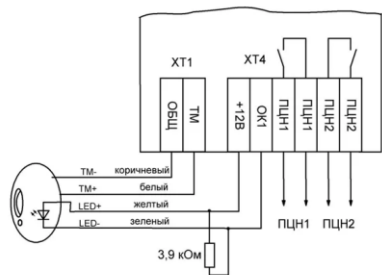 XT1
XT4
ОБЩ
ТМ
+12В
ОК1
ПЦН1
ПЦН1
ПЦН2
ПЦН2
ТМ- коричневый
ТМ+ белый
LED+ желтый
LED- зеленый
ПЦН1 ПЦН2
3,9 кОм